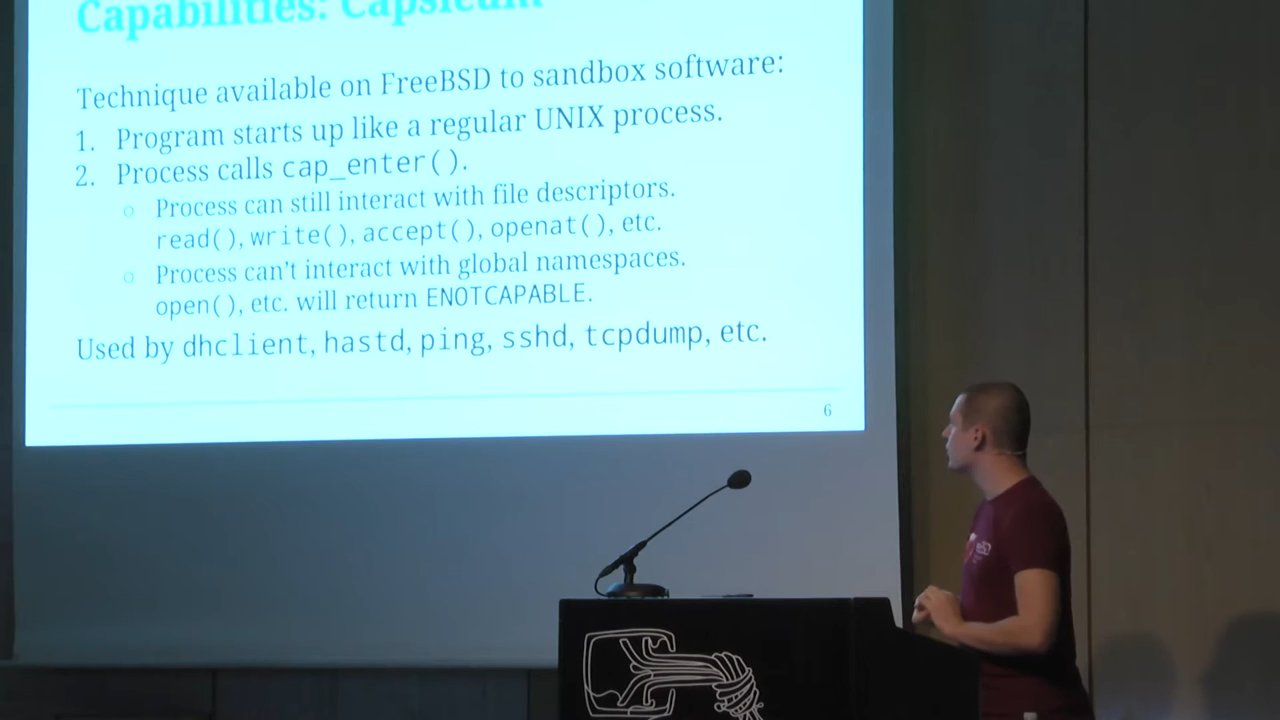 Capabilities: Capsicum
Technique available on FreeBSD to sandbox software:
1. Program starts up like a regular UNIX process.
2. Process calls cap_enter().
○ Process can still interact with file descriptors.
read(), write(), accept(), openat(), etc.
○ Process can't interact with global namespaces.
open(), etc. will return ENOTCAPABLE.
Used by dhclient, hastd, ping, sshd, tcpdump, etc.
6